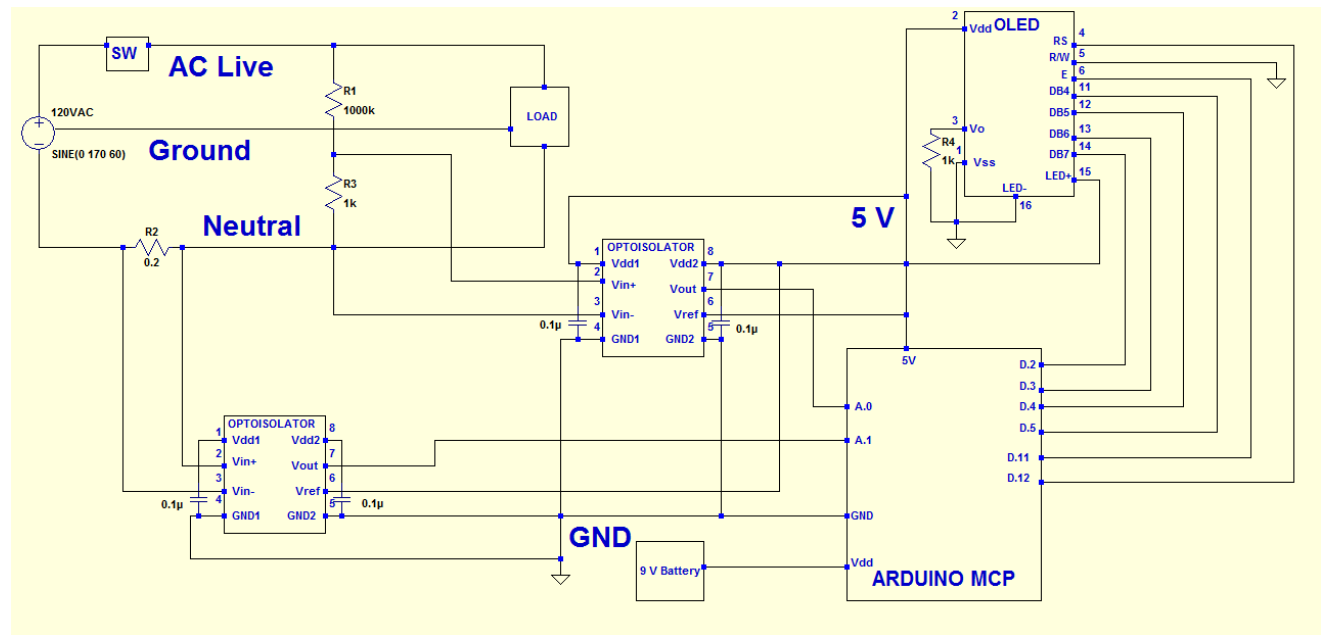 SW
AC Live
120VAC
SINE(0 170 60)
Ground
R1
1000k
LOAD
R3
1k
Neutral
R2
0.2
5 V
2
Vdd
OLED
RS
4
R/W
5
E
6
DB4
11
DB5
12
DB6
13
DB7
14
LED+
15
3
Vo
R4
1k
1
Vss
LED-
16
OPTOISOLATOR
1
Vdd1
Vdd2
8
2
Vin+
Vout
7
3
Vin-
Vref
6
4
GND1
GND2
5
0.1µ
0.1µ
OPTOISOLATOR
1
Vdd1
Vdd2
8
2
Vin+
Vout
7
3
Vin-
Vref
6
4
GND1
GND2
5
0.1µ
0.1µ
GND
9 V Battery
5V
A.0
A.1
GND
Vdd
D.2
D.3
D.4
D.5
D.11
D.12
ARDUINO MCP